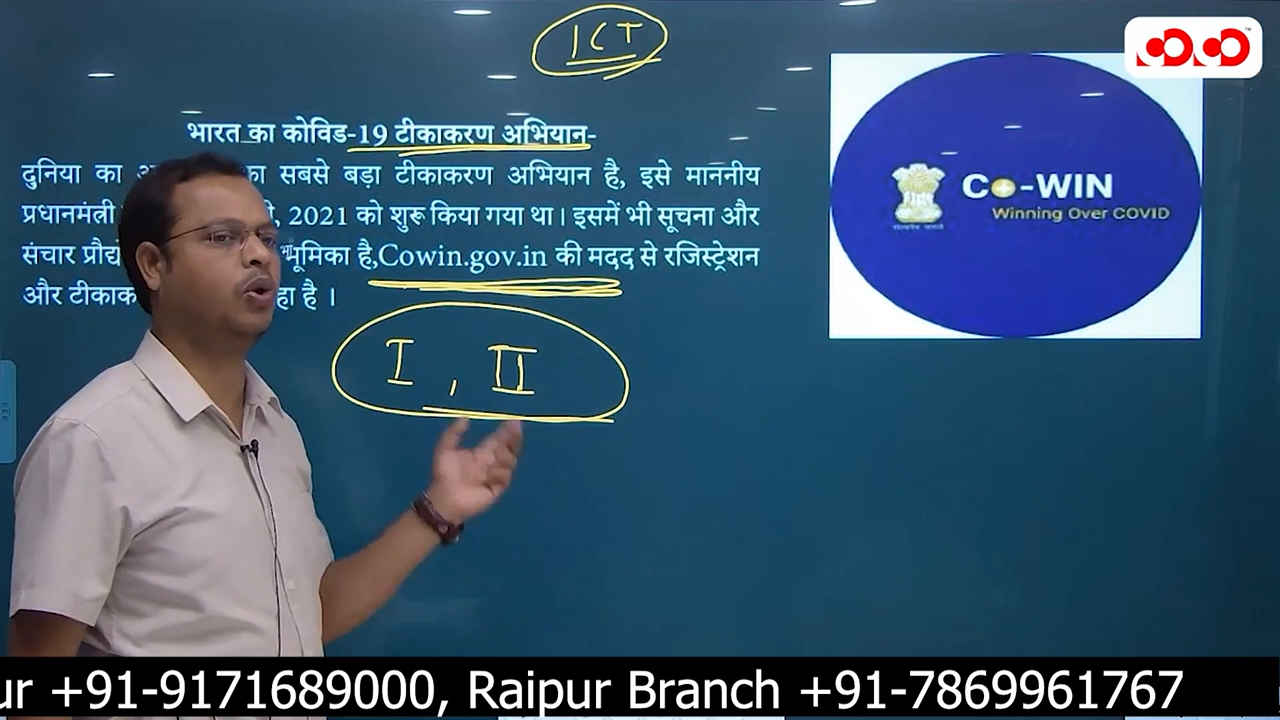 ICT
भारत का कोविड-19 टीकाकरण अभियान-
दुनिया का का सबसे बड़ा टीकाकरण अभियान है, इसे माननीय
प्रधानमंत्री 2021 को शुरू किया गया था। इसमें भी सूचना और
संचार भूमिका है,Cowin.gov.in की मदद से रजिस्ट्रेशन
और है ।
I , II
CO-WIN
Winning Over COVID
+91-9171689000, Raipur Branch +91-7869961767